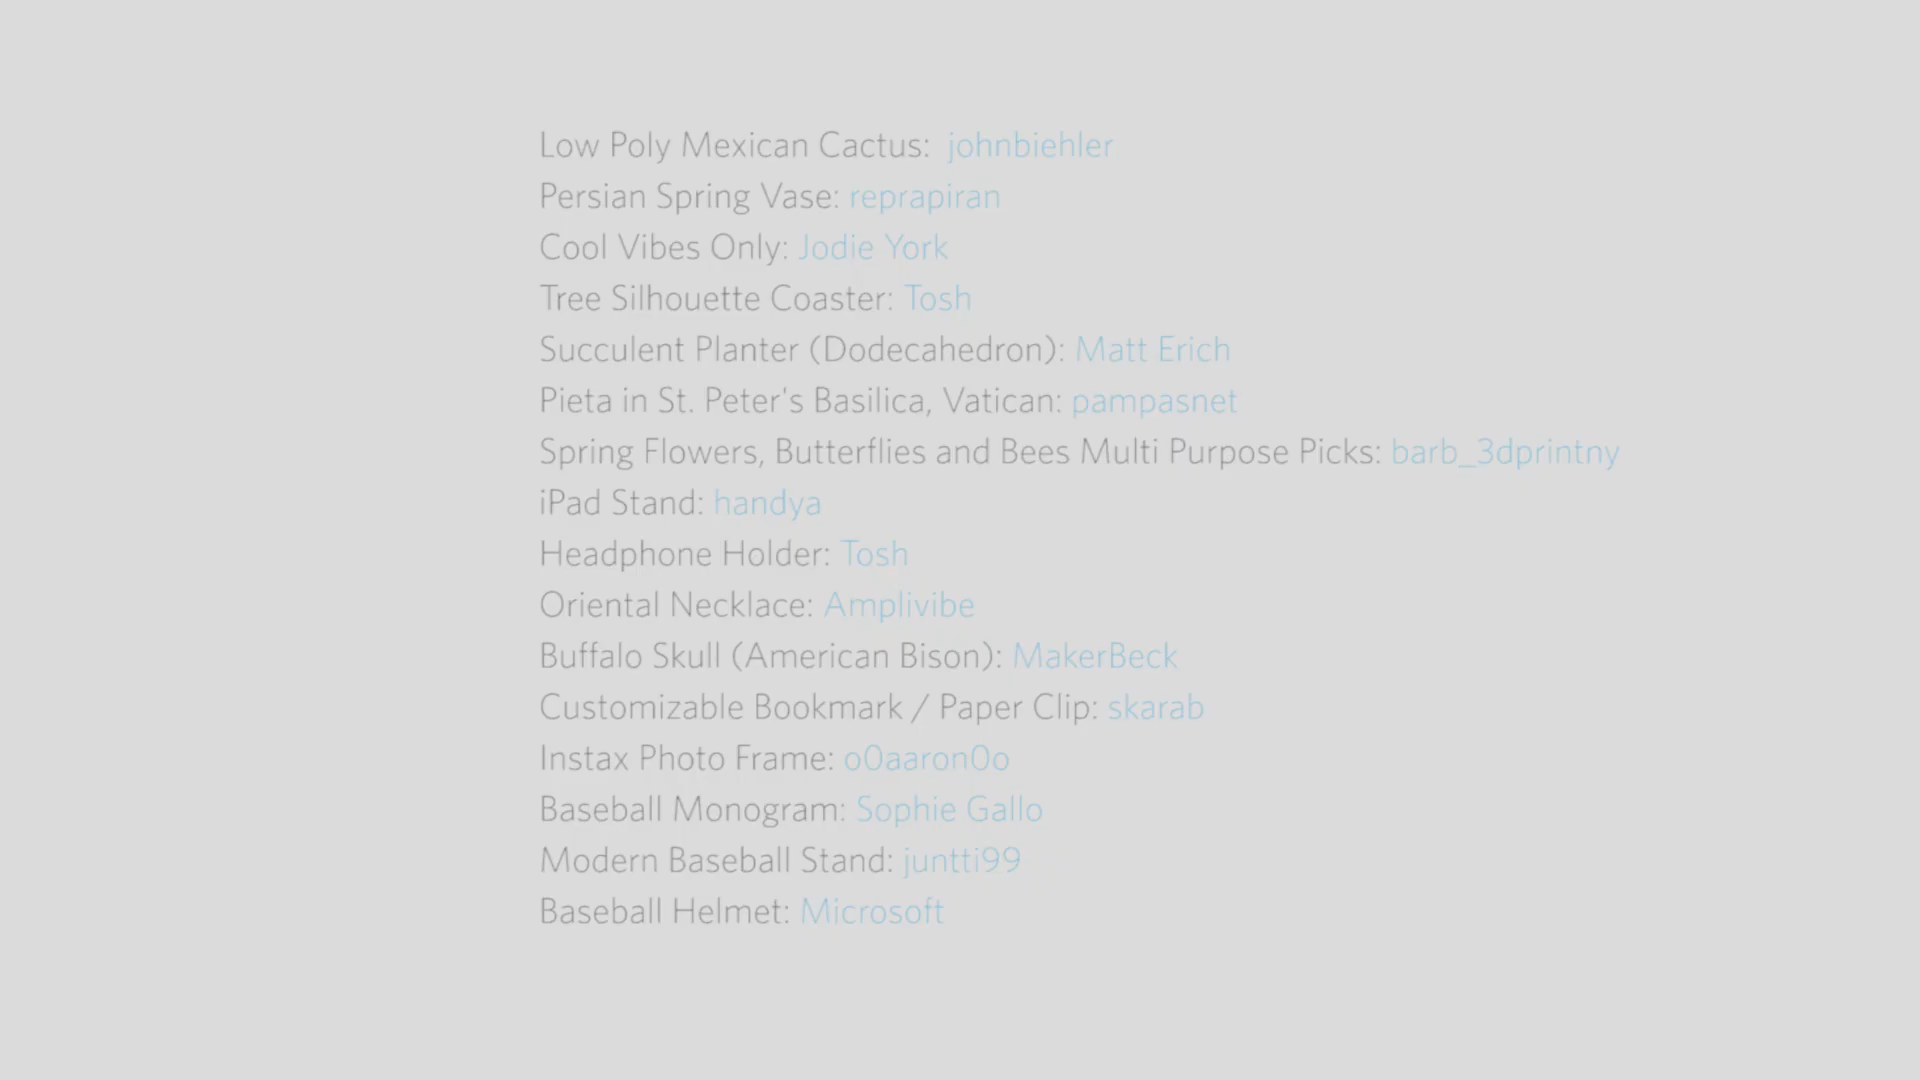 Low Poly Mexican Cactus: johnbiehler
Persian Spring Vase: reprapiran
Cool Vibes Only: Jodie York
Tree Silhouette Coaster: Tosh
Succulent Planter (Dodecahedron): Matt Erich
Pieta in St. Peter's Basilica, Vatican: pampasnet
Spring Flowers, Butterflies and Bees Multi Purpose Picks: barb_3dprintny
iPad Stand: handya
Headphone Holder: Tosh
Oriental Necklace: Amplivibe
Buffalo Skull (American Bison): MakerBeck
Customizable Bookmark / Paper Clip: skarab
Instax Photo Frame: o0aaron0o
Baseball Monogram: Sophie Gallo
Modern Baseball Stand: juntti99
Baseball Helmet: Microsoft